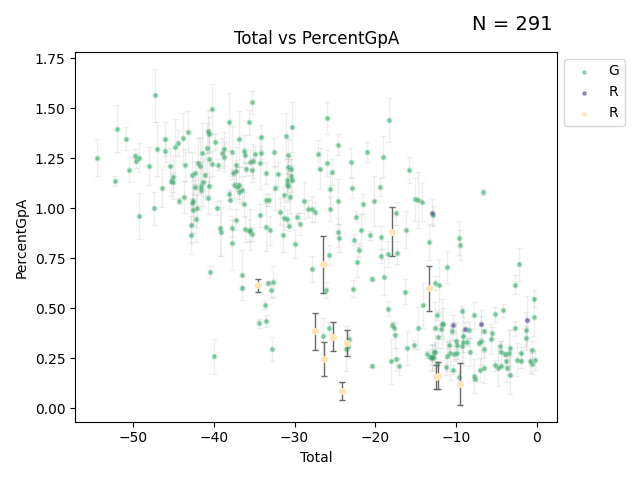 N = 291
Total vs PercentGpA
G
R
R
PercentGpA
1.75
1.50
1.25
1.00
0.75
0.50
0.25
0.00
−50 −40 −30 −20 −10 0
Total